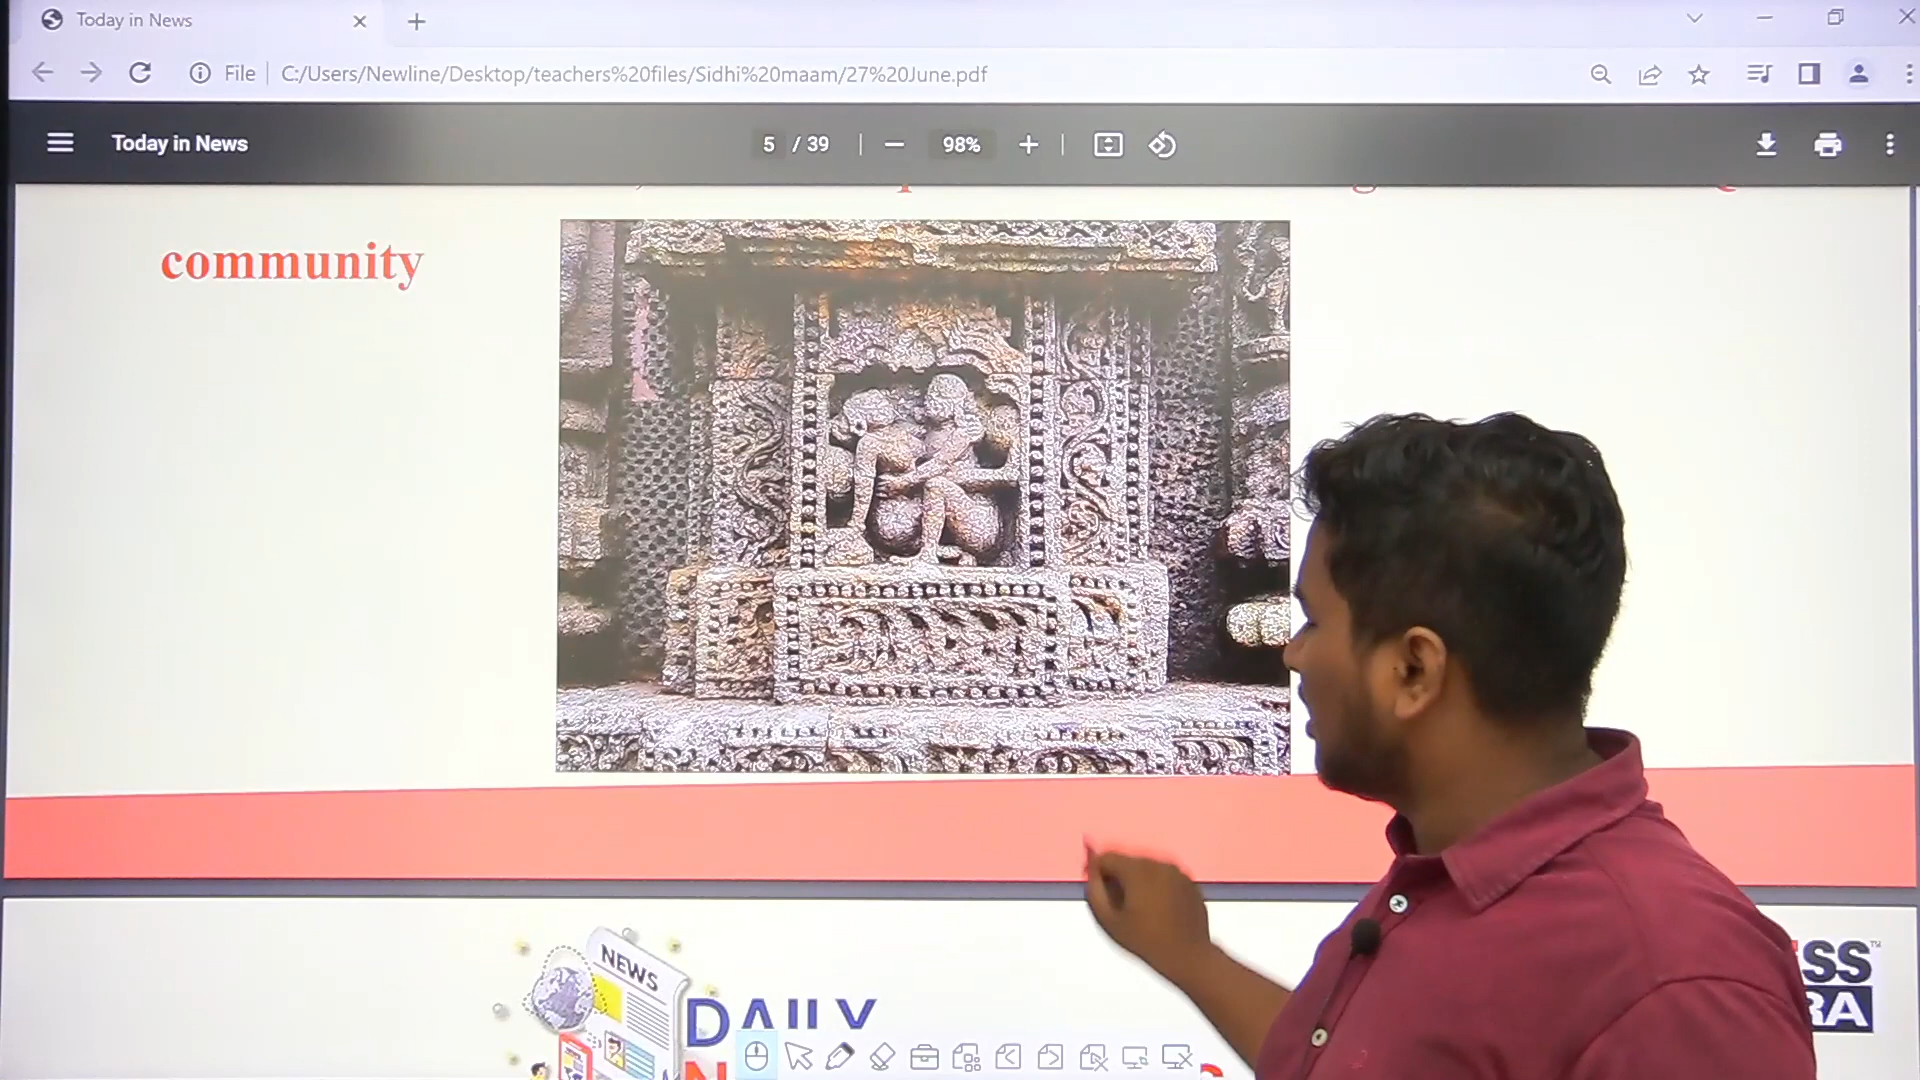 Today in News
File C:/Users/Newline/Desktop/teachers%20files/Sidhi%20maam/27%20June.pdf
Today in News 5 / 39 98%
community
NEWS
DAILY
SS
RA